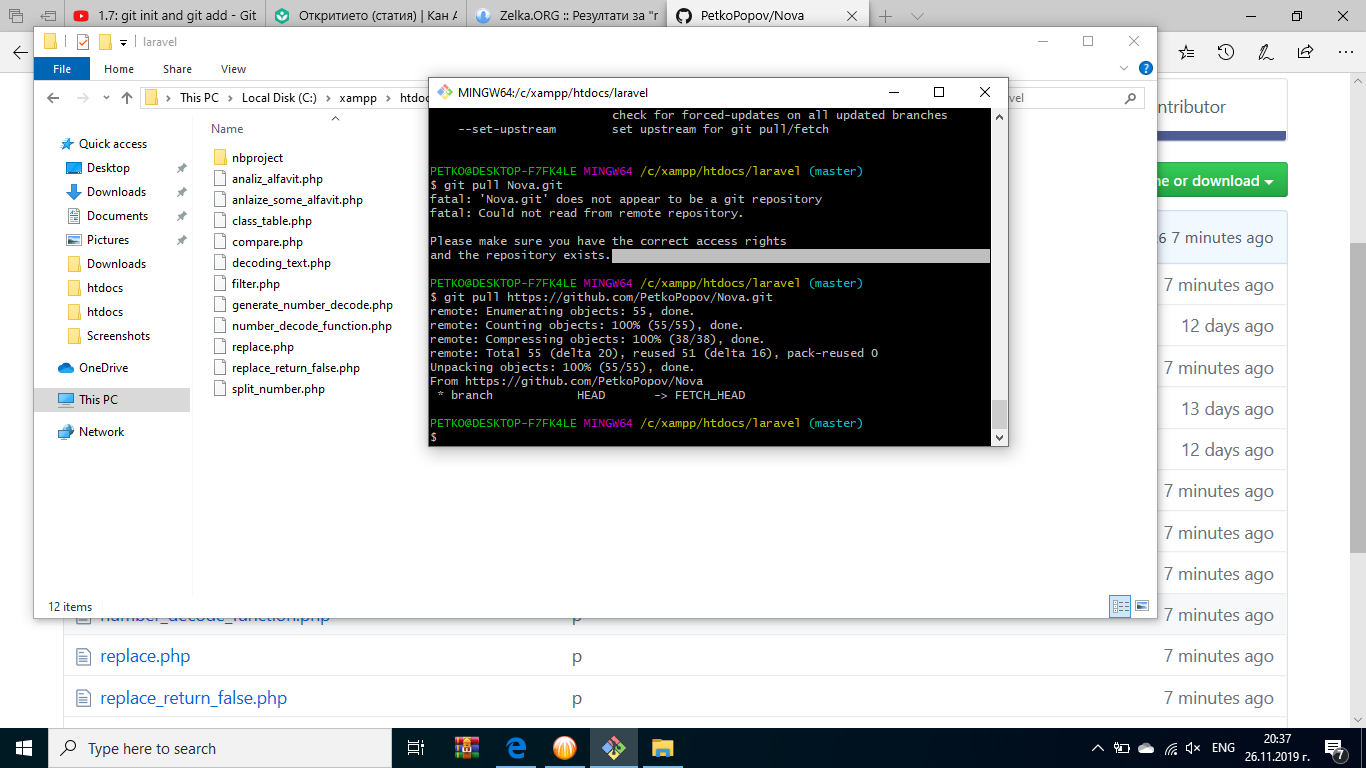 1.7: git init and git add - Git
Откритието (статия) | Кан А
Zelka.ORG :: Резултати за "r
PetkoPopov/Nova
laravel
File
Home
Share
View
This PC
Local Disk (C:)
xampp
htdoc
vel
Name
Quick access
Desktop
Downloads
Documents
Pictures
Downloads
htdocs
htdocs
Screenshots
OneDrive
This PC
Network
nbproject
analiz_alfavit.php
anlaize_some_alfavit.php
class_table.php
compare.php
decoding_text.php
filter.php
generate_number_decode.php
number_decode_function.php
replace.php
replace_return_false.php
split_number.php
12 items
MINGW64:/c/xampp/htdocs/laravel
check for forced-updates on all updated branches
--set-upstream set upstream for git pull/fetch
PETKO@DESKTOP-F7FK4LE MINGW64 /c/xampp/htdocs/laravel (master)
$ git pull Nova.git
fatal: 'Nova.git' does not appear to be a git repository
fatal: Could not read from remote repository.
Please make sure you have the correct access rights
and the repository exists.
PETKO@DESKTOP-F7FK4LE MINGW64 /c/xampp/htdocs/laravel (master)
$ git pull https://github.com/PetkoPopov/Nova.git
remote: Enumerating objects: 55, done.
remote: Counting objects: 100% (55/55), done.
remote: Compressing objects: 100% (38/38), done.
remote: Total 55 (delta 20), reused 51 (delta 16), pack-reused 0
Unpacking objects: 100% (55/55), done.
From https://github.com/PetkoPopov/Nova
* branch HEAD -> FETCH_HEAD
PETKO@DESKTOP-F7FK4LE MINGW64 /c/xampp/htdocs/laravel (master)
$
ntributor
ne or download
6 7 minutes ago
7 minutes ago
12 days ago
7 minutes ago
13 days ago
12 days ago
7 minutes ago
7 minutes ago
7 minutes ago
number_decode_function.php p 7 minutes ago
replace.php p 7 minutes ago
replace_return_false.php p 7 minutes ago
Type here to search
ENG
20:37
26.11.2019 г.
7